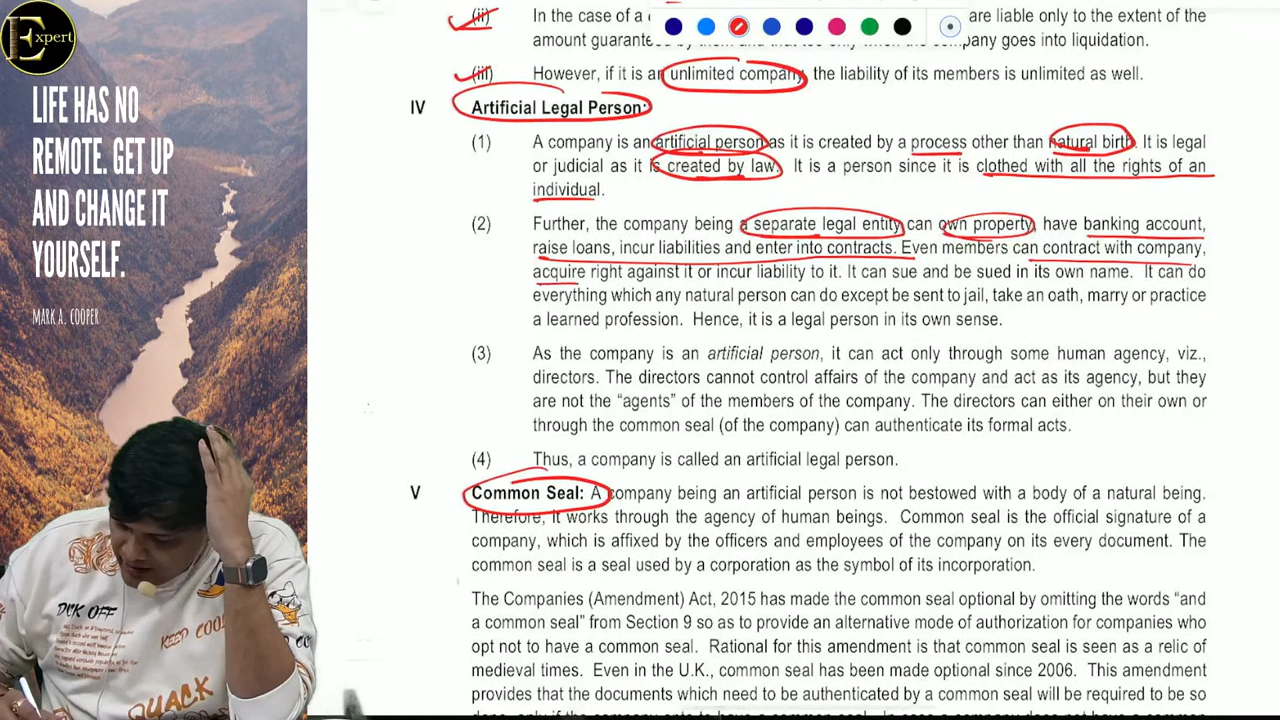 Expert
LIFE HAS NO
REMOTE. GET UP
AND CHANGE IT
YOURSELF.
MARK A. COOPER
DUCK OFF
KEEP COOL
QUACK
(ii) In the case of a are liable only to the extent of the
amount guaranteed by them and that too only when the company goes into liquidation.
(iii) However, if it is an unlimited company, the liability of its members is unlimited as well.
IV Artificial Legal Person:
(1) A company is an artificial person as it is created by a process other than natural birth. It is legal
or judicial as it is created by law. It is a person since it is clothed with all the rights of an
individual.
(2) Further, the company being a separate legal entity can own property, have banking account,
raise loans, incur liabilities and enter into contracts. Even members can contract with company,
acquire right against it or incur liability to it. It can sue and be sued in its own name. It can do
everything which any natural person can do except be sent to jail, take an oath, marry or practice
a learned profession. Hence, it is a legal person in its own sense.
(3) As the company is an artificial person, it can act only through some human agency, viz.,
directors. The directors cannot control affairs of the company and act as its agency, but they
are not the “agents” of the members of the company. The directors can either on their own or
through the common seal (of the company) can authenticate its formal acts.
(4) Thus, a company is called an artificial legal person.
V Common Seal: A company being an artificial person is not bestowed with a body of a natural being.
Therefore, it works through the agency of human beings. Common seal is the official signature of a
company, which is affixed by the officers and employees of the company on its every document. The
common seal is a seal used by a corporation as the symbol of its incorporation.
The Companies (Amendment) Act, 2015 has made the common seal optional by omitting the words “and
a common seal” from Section 9 so as to provide an alternative mode of authorization for companies who
opt not to have a common seal. Rational for this amendment is that common seal is seen as a relic of
medieval times. Even in the U.K., common seal has been made optional since 2006. This amendment
provides that the documents which need to be authenticated by a common seal will be required to be so